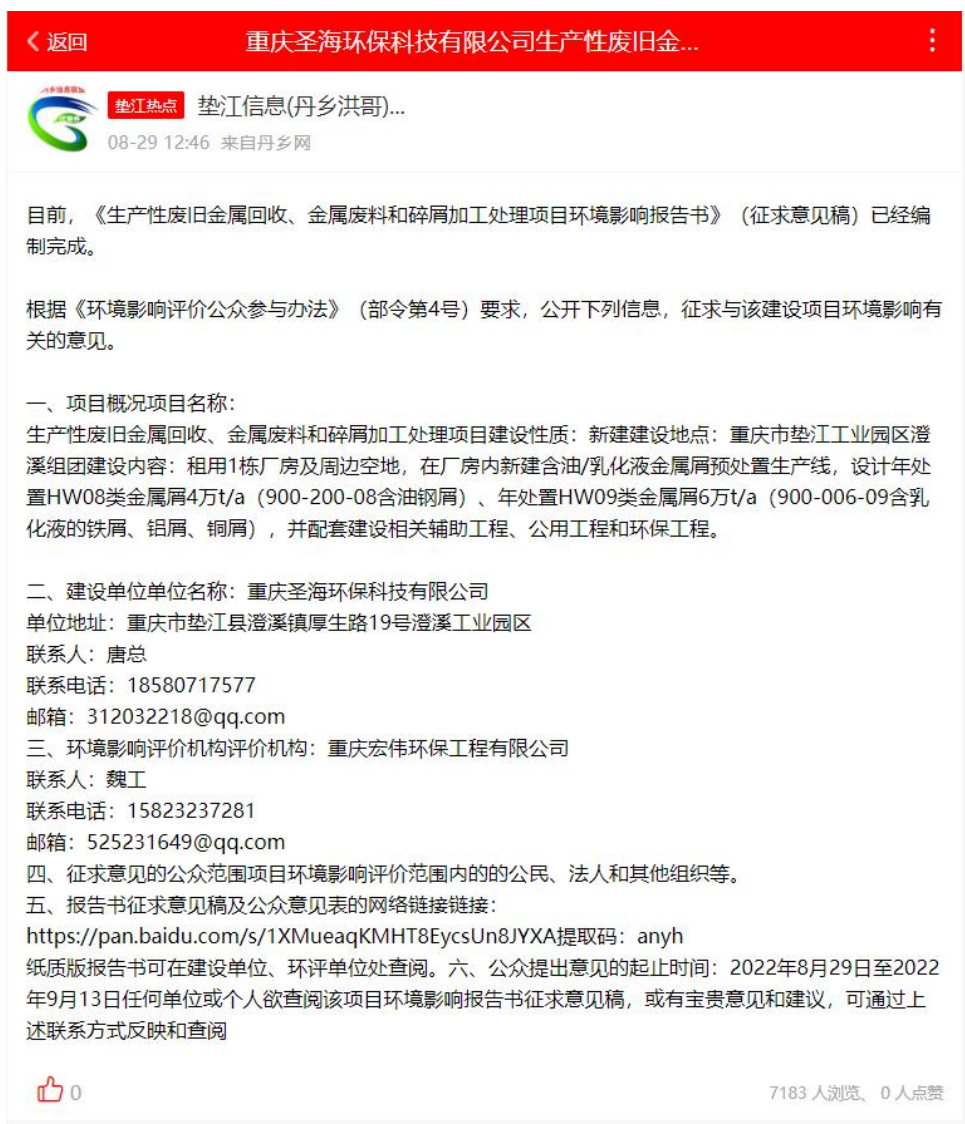 返回
重庆圣海环保科技有限公司生产性废旧金...
垫江热点 垫江信息(丹乡洪哥)...
08-29 12:46 来自丹乡网
目前，《生产性废旧金属回收、金属废料和碎屑加工处理项目环境影响报告书》（征求意见稿）已经编
制完成。
根据《环境影响评价公众参与办法》（部令第4号）要求，公开下列信息，征求与该建设项目环境影响有
关的意见。
一、项目概况项目名称：
生产性废旧金属回收、金属废料和碎屑加工处理项目建设性质：新建建设地点：重庆市垫江工业园区澄
溪组团建设内容：租用1栋厂房及周边空地，在厂房内新建含油/乳化液金属屑预处置生产线，设计年处
置HW08类金属屑4万t/a（900-200-08含油钢屑）、年处置HW09类金属屑6万t/a（900-006-09含乳
化液的铁屑、铝屑、铜屑），并配套建设相关辅助工程、公用工程和环保工程。
二、建设单位单位名称：重庆圣海环保科技有限公司
单位地址：重庆市垫江县澄溪镇厚生路19号澄溪工业园区
联系人：唐总
联系电话：18580717577
邮箱：312032218@qq.com
三、环境影响评价机构评价机构：重庆宏伟环保工程有限公司
联系人：魏工
联系电话：15823237281
邮箱：525231649@qq.com
四、征求意见的公众范围项目环境影响评价范围内的的公民、法人和其他组织等。
五、报告书征求意见稿及公众意见表的网络链接链接：
https://pan.baidu.com/s/1XMueaqKMHT8EycsUn8JYXA提取码：anyh
纸质版报告书可在建设单位、环评单位处查阅。六、公众提出意见的起止时间：2022年8月29日至2022
年9月13日任何单位或个人欲查阅该项目环境影响报告书征求意见稿，或有宝贵意见和建议，可通过上
述联系方式反映和查阅
0
7183 人浏览、 0 人点赞